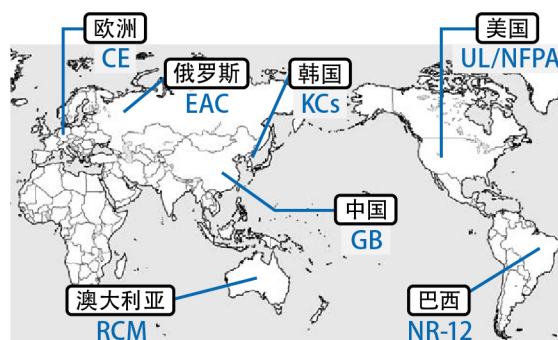 欧洲
CE
俄罗斯
EAC
韩国
KCs
美国
UL/NFPA
中国
GB
澳大利亚
RCM
巴西
NR-12